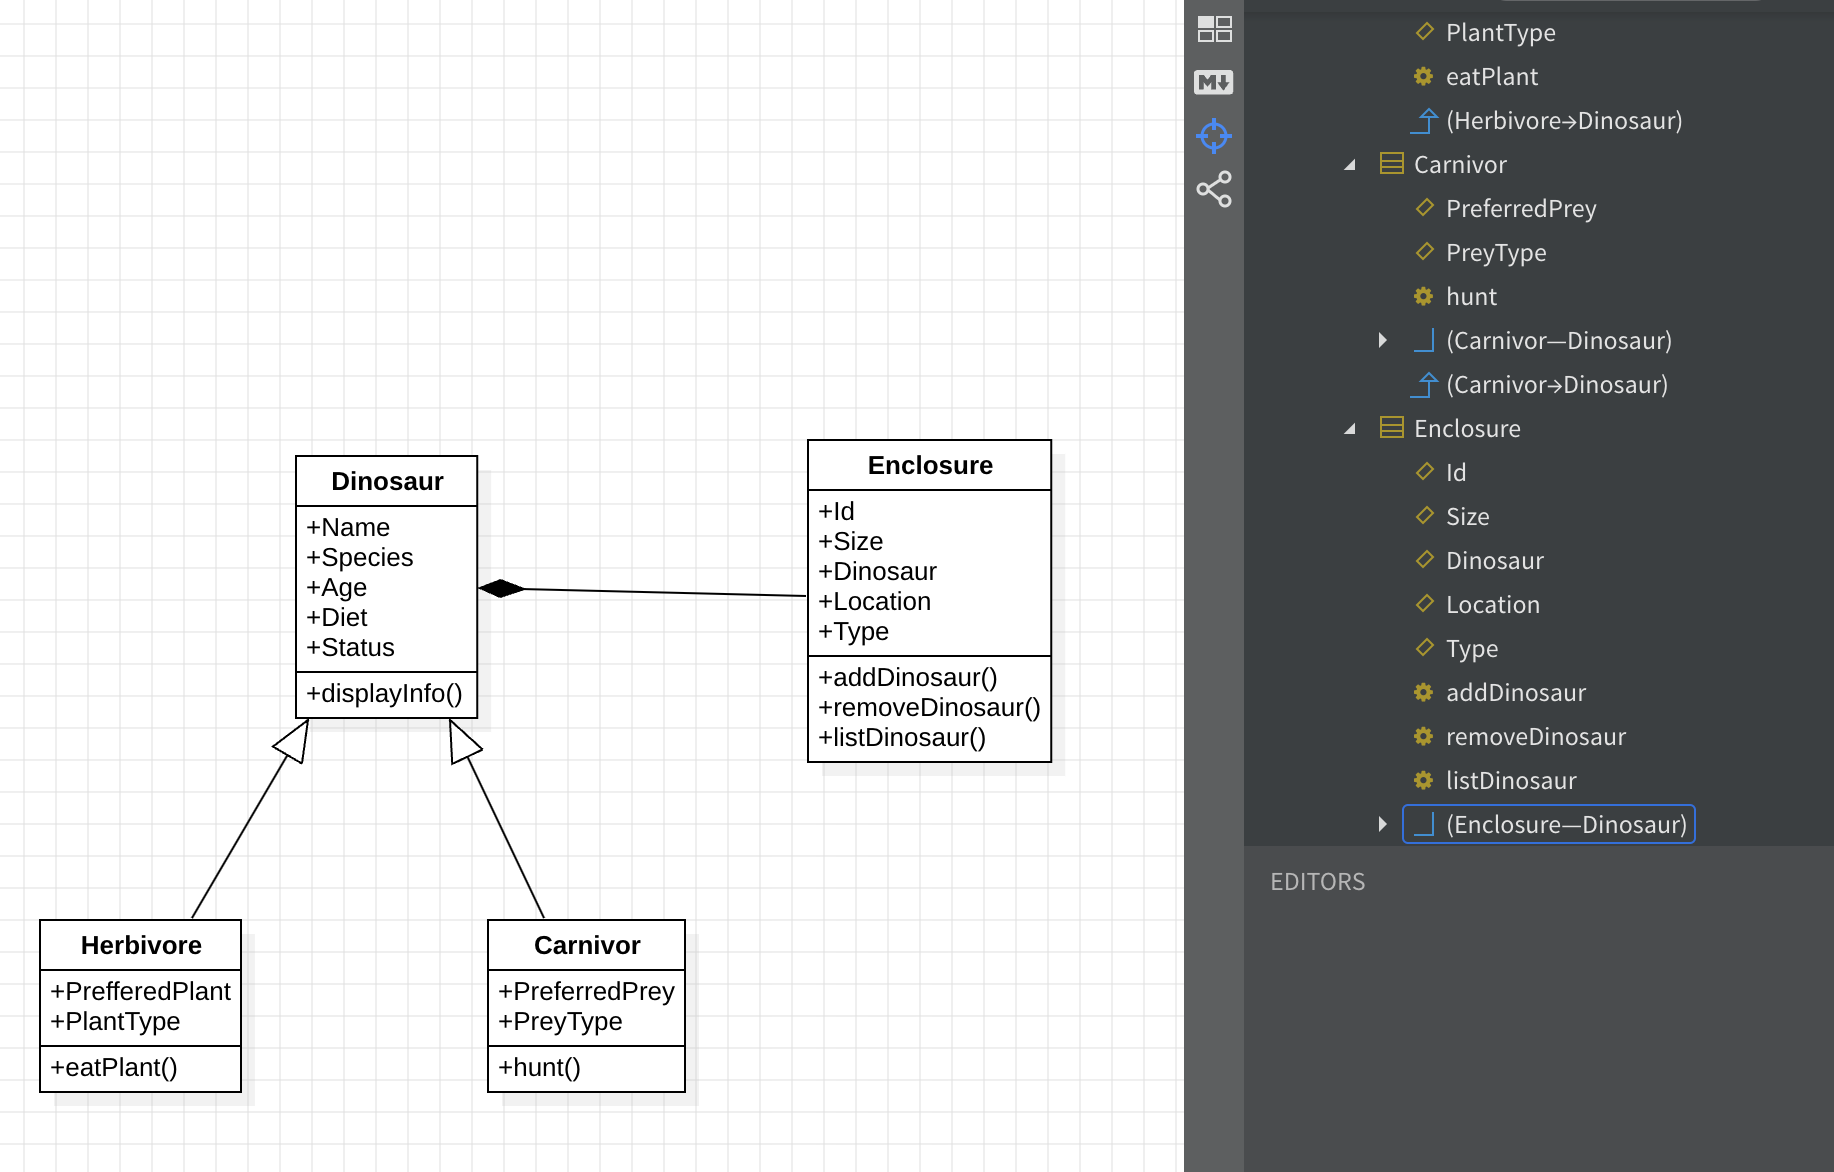 Dinosaur
+Name
+Species
+Age
+Diet
+Status
+displayInfo()
Enclosure
+Id
+Size
+Dinosaur
+Location
+Type
+addDinosaur()
+removeDinosaur()
+listDinosaur()
Herbivore
+PrefferedPlant
+PlantType
+eatPlant()
Carnivor
+PreferredPrey
+PreyType
+hunt()
M
PlantType
eatPlant
(Herbivore→Dinosaur)
Carnivor
PreferredPrey
PreyType
hunt
(Carnivor—Dinosaur)
(Carnivor→Dinosaur)
Enclosure
Id
Size
Dinosaur
Location
Type
addDinosaur
removeDinosaur
listDinosaur
(Enclosure—Dinosaur)
EDITORS